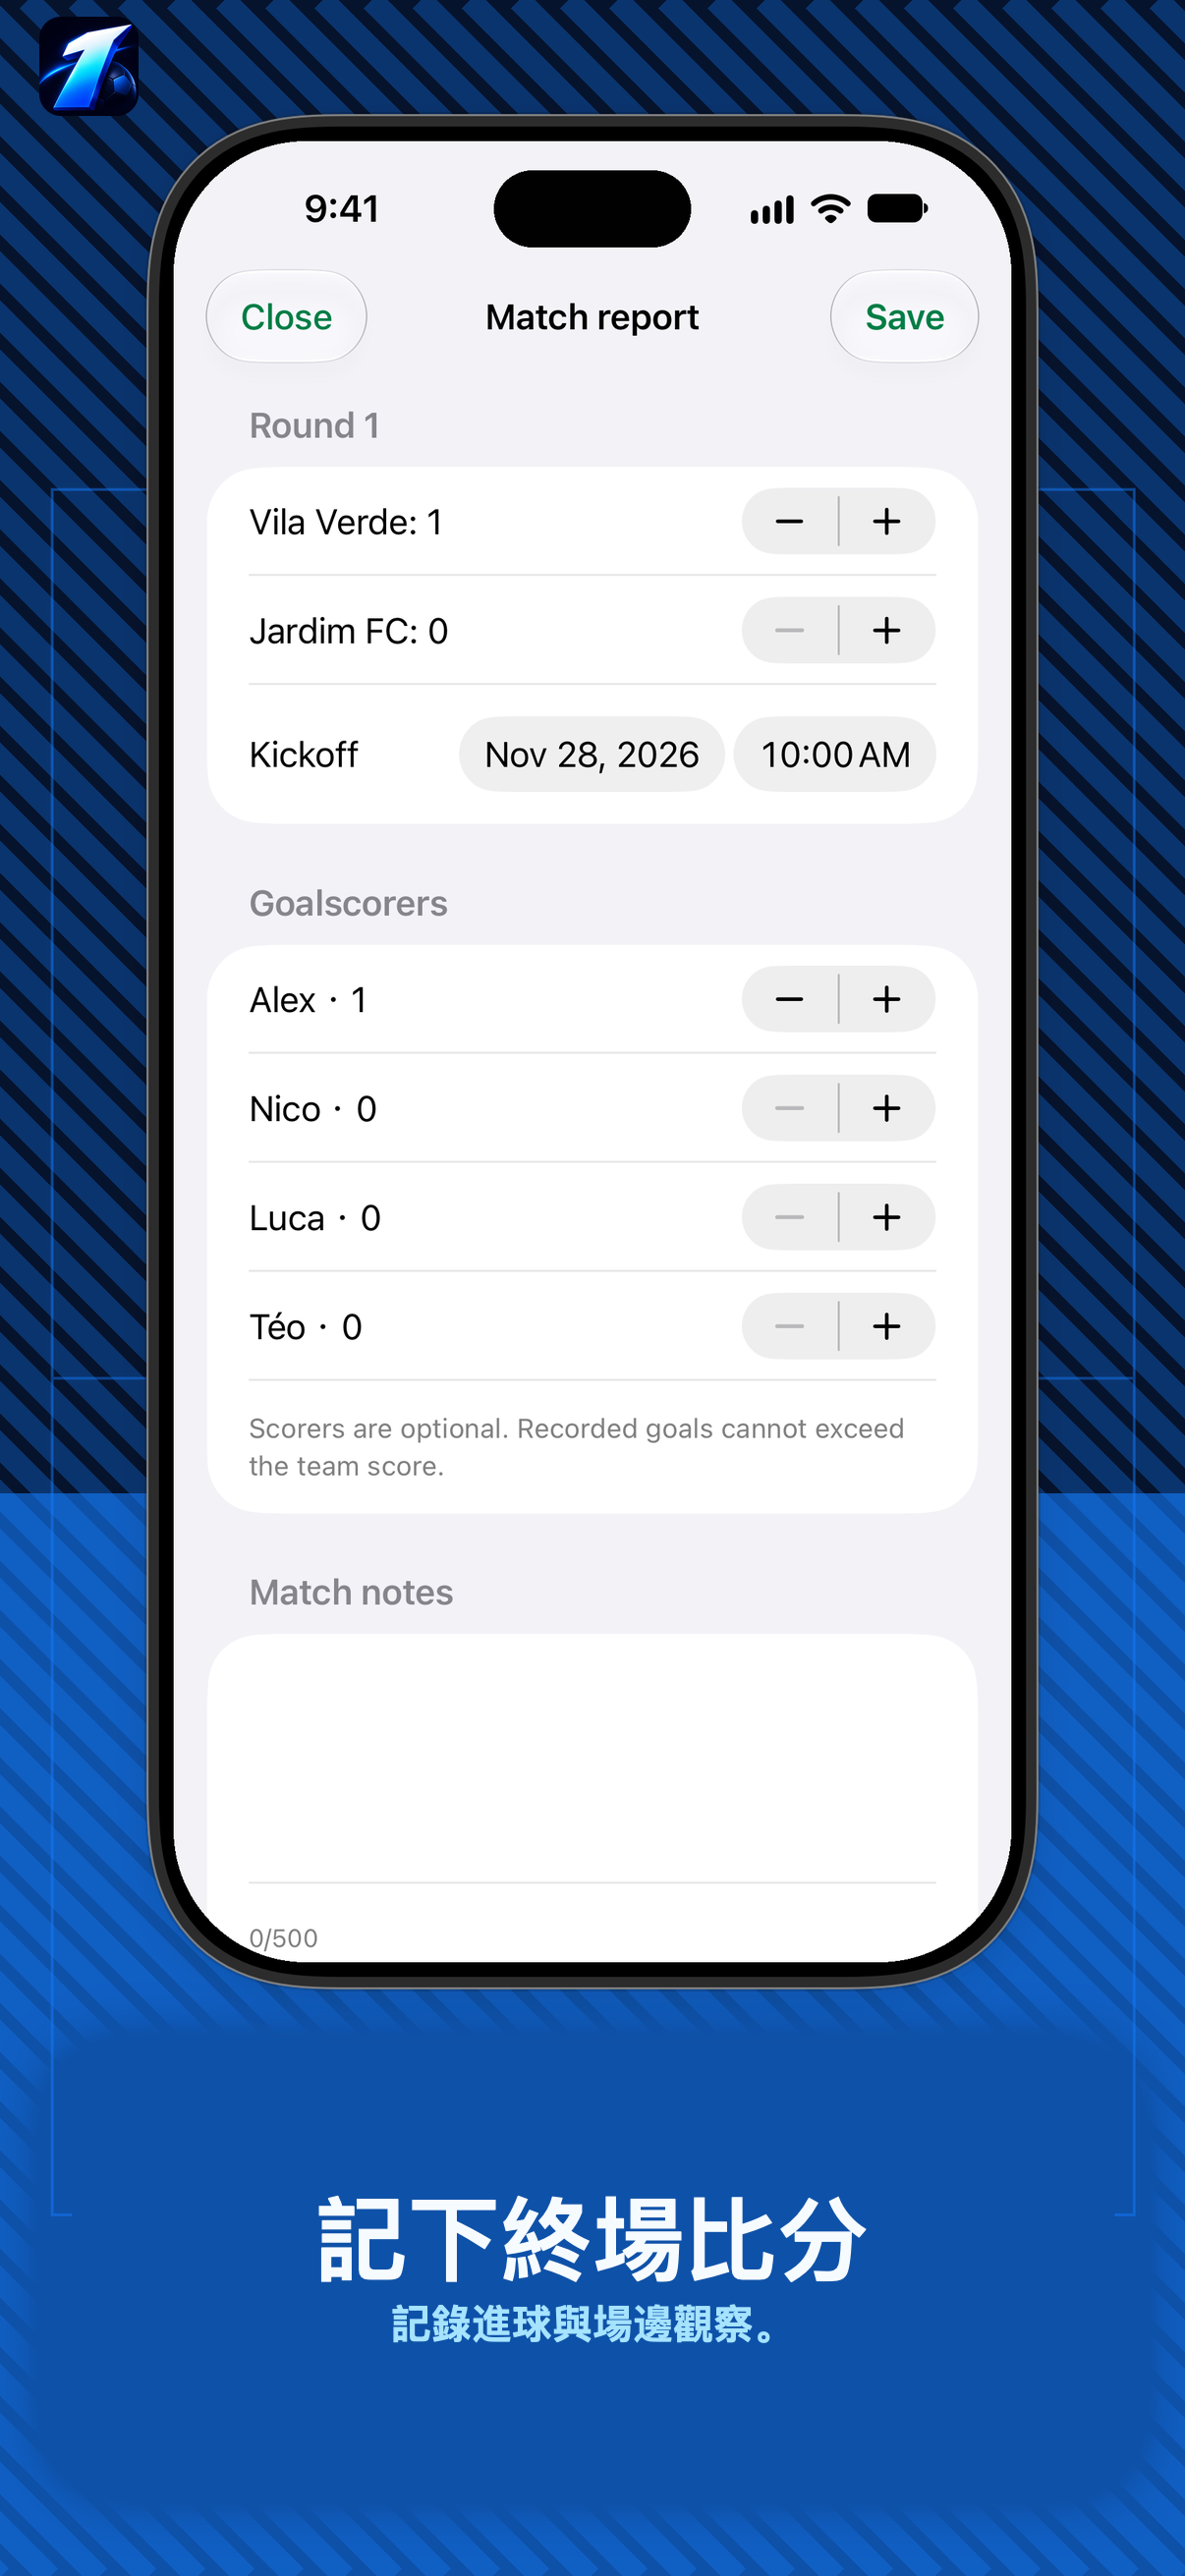 1
9:41
Close
Match report
Save
Round 1
Vila Verde: 1
Jardim FC: 0
Kickoff
Nov 28, 2026
10:00 AM
Goalscorers
Alex · 1
Nico · 0
Luca · 0
Téo · 0
Scorers are optional. Recorded goals cannot exceed
the team score.
Match notes
0/500
記下終場比分
記錄進球與場邊觀察。